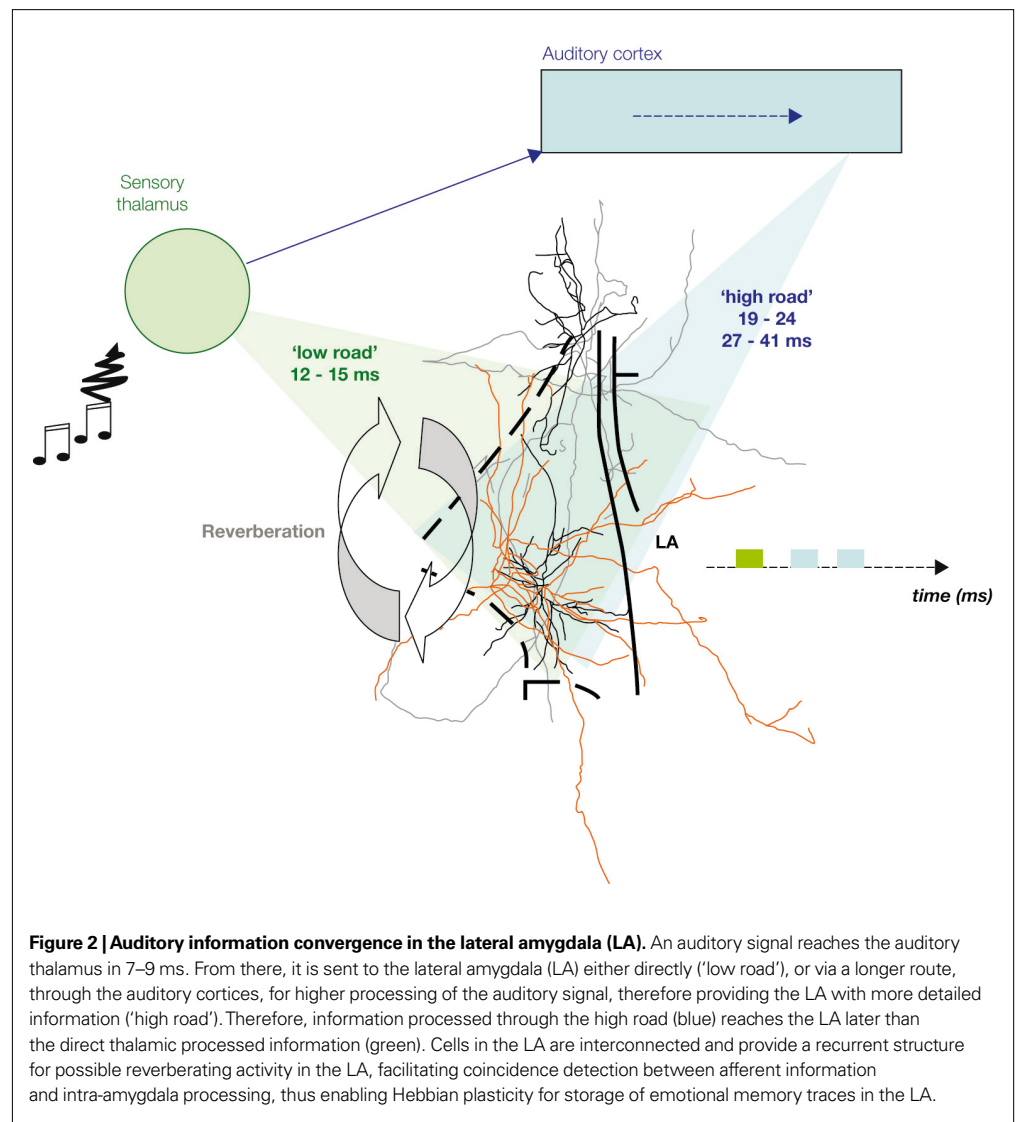 Auditory cortex
Sensory
thalamus
'high road'
19 - 24
27 - 41 ms
'low road'
12 - 15 ms
Reverberation
LA
time (ms)
Figure 2 | Auditory information convergence in the lateral amygdala (LA). An auditory signal reaches the auditory
thalamus in 7–9 ms. From there, it is sent to the lateral amygdala (LA) either directly ('low road'), or via a longer route,
through the auditory cortices, for higher processing of the auditory signal, therefore providing the LA with more detailed
information ('high road'). Therefore, information processed through the high road (blue) reaches the LA later than
the direct thalamic processed information (green). Cells in the LA are interconnected and provide a recurrent structure
for possible reverberating activity in the LA, facilitating coincidence detection between afferent information
and intra-amygdala processing, thus enabling Hebbian plasticity for storage of emotional memory traces in the LA.